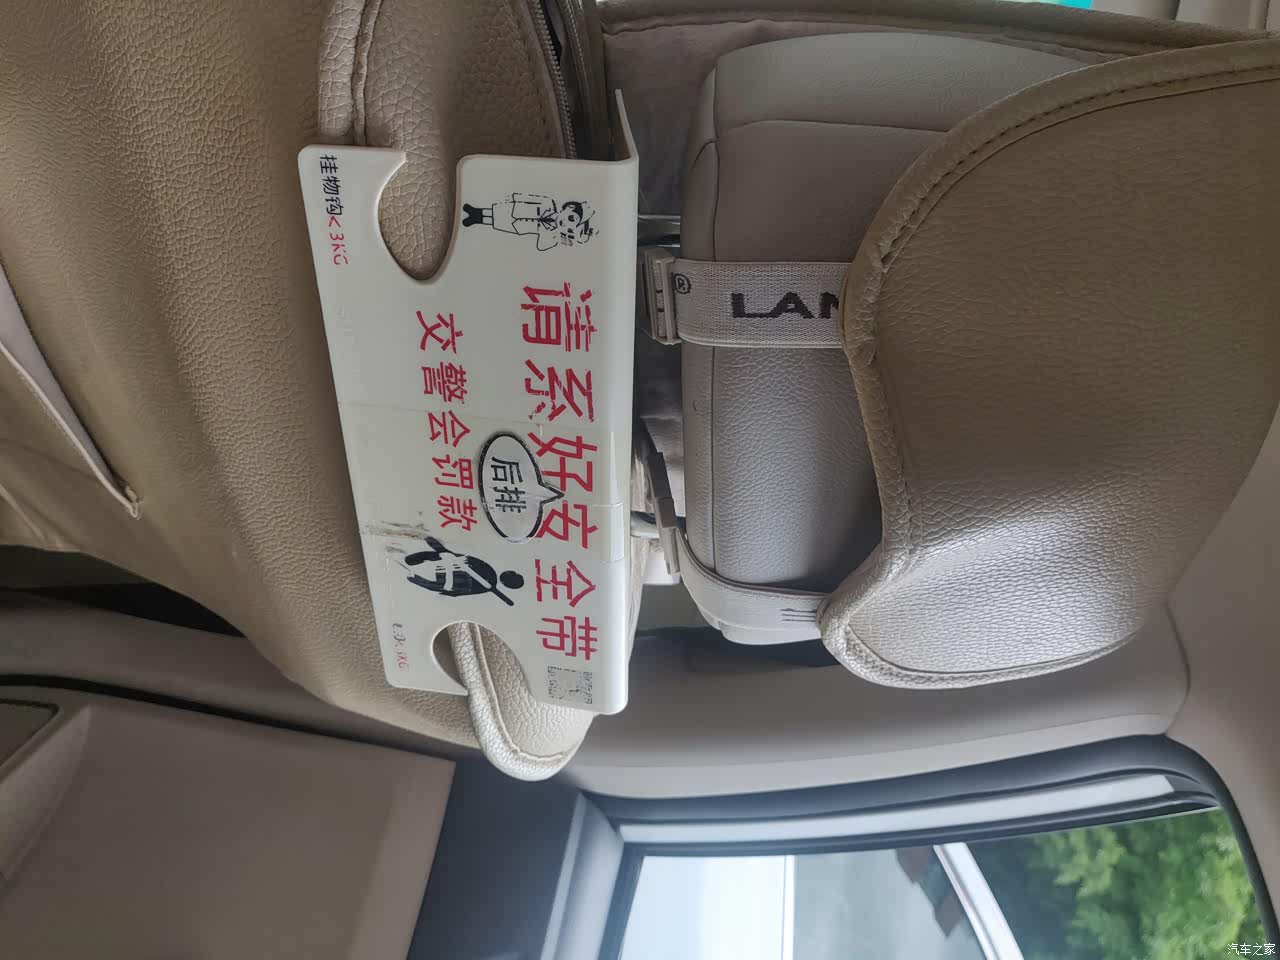 请系好安全带
后排
交警会罚款
挂物钩<3KG
LAN
汽车之家